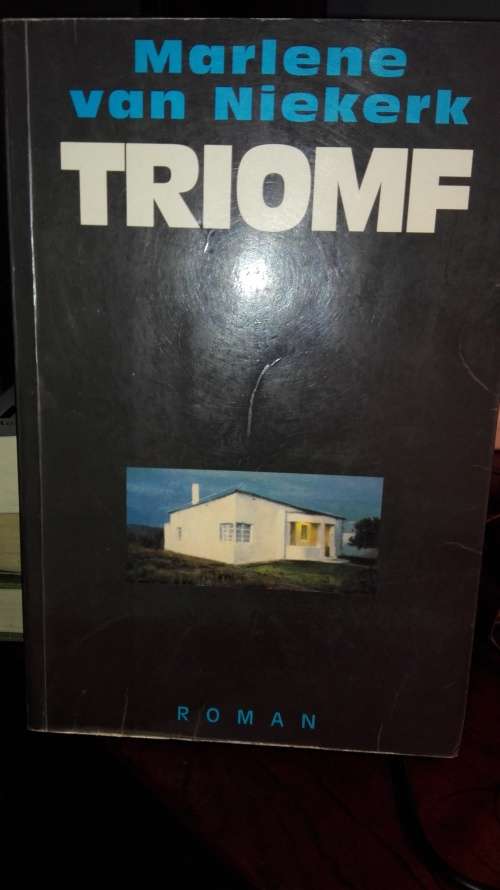 Marlene
van Niekerk
TRIOMF
ROMAN